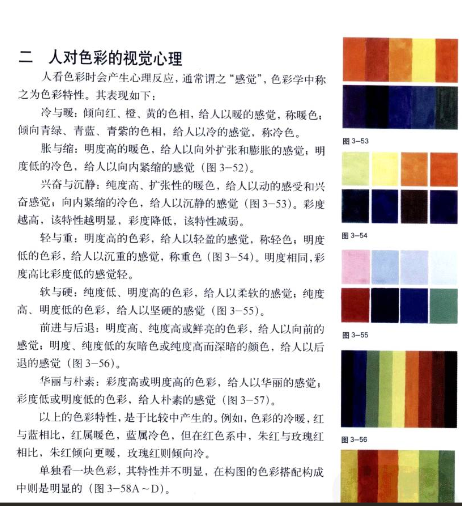 二 人对色彩的视觉心理
人看色彩时会产生心理反应，通常谓之“感觉”，色彩学中称
之为色彩特性。其表现如下：
冷与暖：倾向红、橙、黄的色相，给人以暖的感觉，称暖色；
倾向青绿、青蓝、青紫的色相，给人以冷的感觉，称冷色。
胀与缩：明度高的暖色，给人以向外扩张和膨胀的感觉；明
度低的冷色，给人以向内紧缩的感觉（图 3-52）。
兴奋与沉静：纯度高、扩张性的暖色，给人以动的感受和兴
奋感觉；向内紧缩的冷色，给人以沉静的感觉（图 3-53）。彩度
越高，该特性越明显，彩度降低，该特性减弱。
轻与重：明度高的色彩，给人以轻盈的感觉，称轻色；明度
低的色彩，给人以沉重的感觉，称重色（图 3-54）。明度相同，彩
度高比彩度低的感觉轻。
软与硬：纯度低、明度高的色彩，给人以柔软的感觉；纯度
高、明度低的色彩，给人以坚硬的感觉（图 3-55）。
前进与后退：明度高、纯度高或鲜亮的色彩，给人以向前的
感觉；明度、纯度低的灰暗色或纯度高而深暗的颜色，给人以后
退的感觉（图 3-56）。
华丽与朴素：彩度高或明度高的色彩，给人以华丽的感觉；
彩度低或明度低的色彩，给人朴素的感觉（图 3-57）。
以上的色彩特性，是于比较中产生的。例如，色彩的冷暖，红
与蓝相比，红属暖色，蓝属冷色，但在红色系中，朱红与玫瑰红
相比，朱红倾向更暖，玫瑰红则倾向冷。
单独看一块色彩，其特性并不明显，在构图的色彩搭配构成
中则是明显的（图 3-58A～D）。
图 3-53
图 3-54
图 3-55
图 3-56